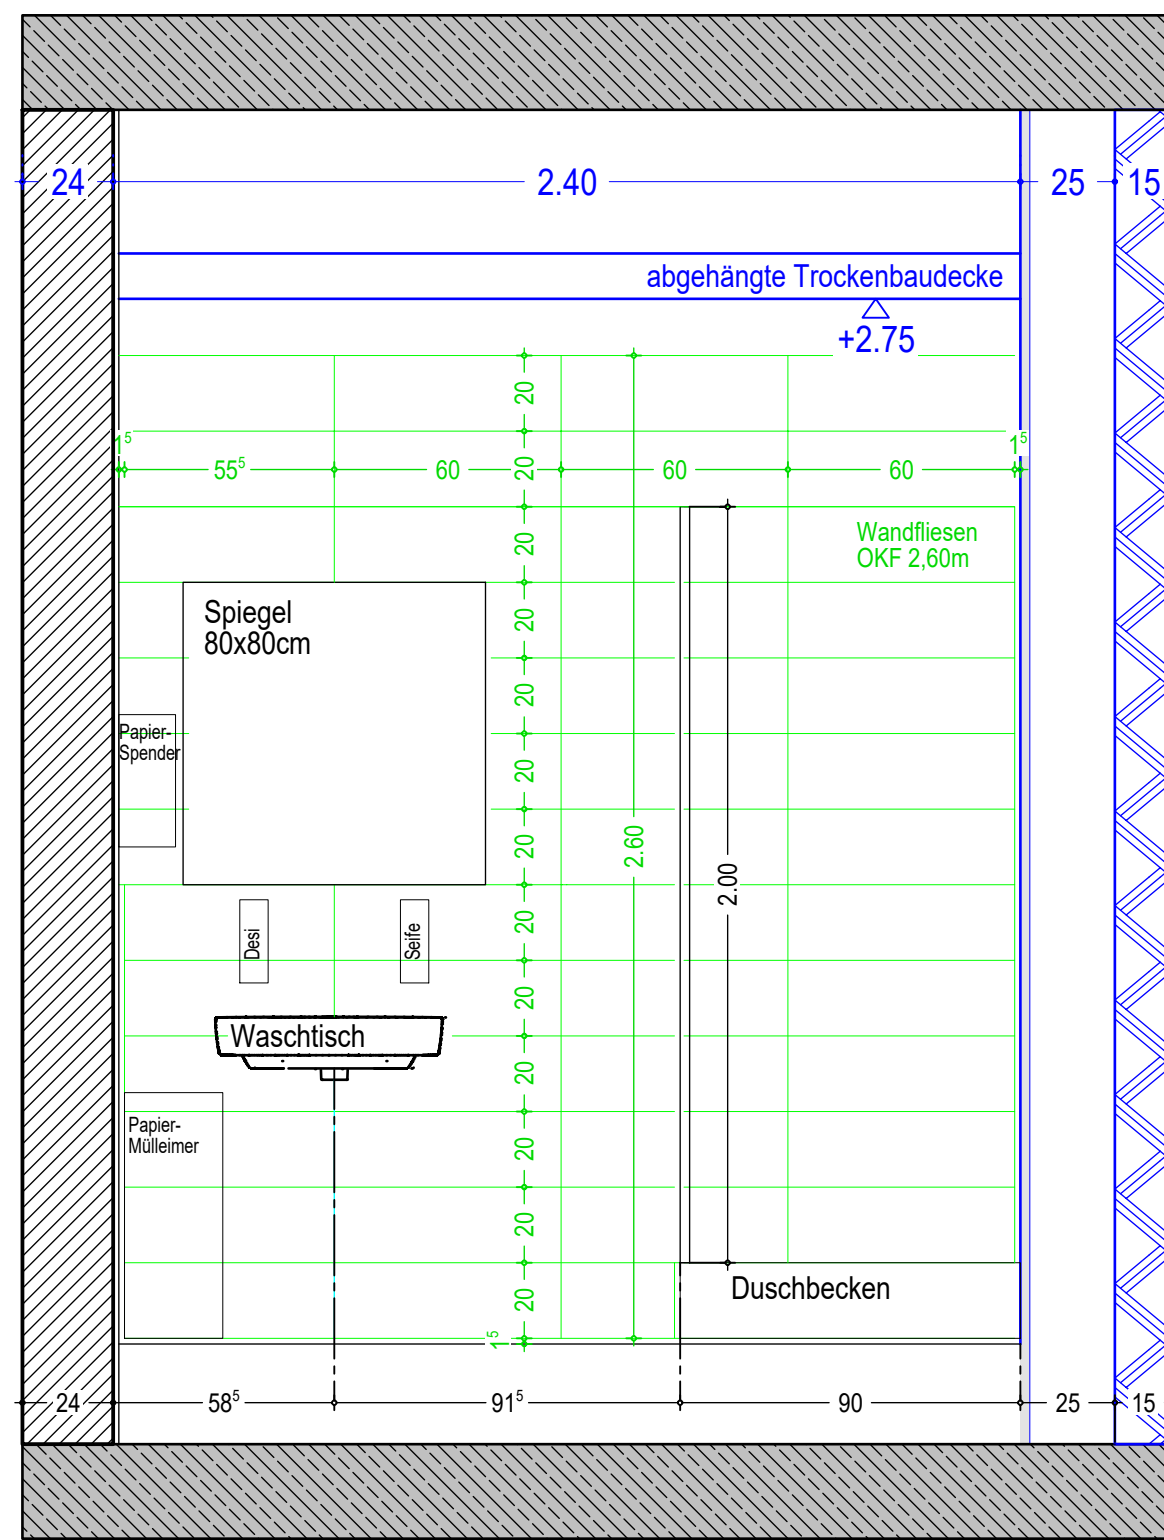 24 2.40 25 15
abgehängte Trockenbaudecke
+2.75
20
1⁵ 1⁵
55⁵ 60 20 60 60
Wandfliesen
OKF 2,60m
20
Spiegel
80x80cm
20
20
Papier-
Spender
20
20
2.60
2.00
20
Desi
Seife
20
Waschtisch
20
Papier-
Mülleimer
20
20
Duschbecken
20
1⁵
24 58⁵ 91⁵ 90 25 15